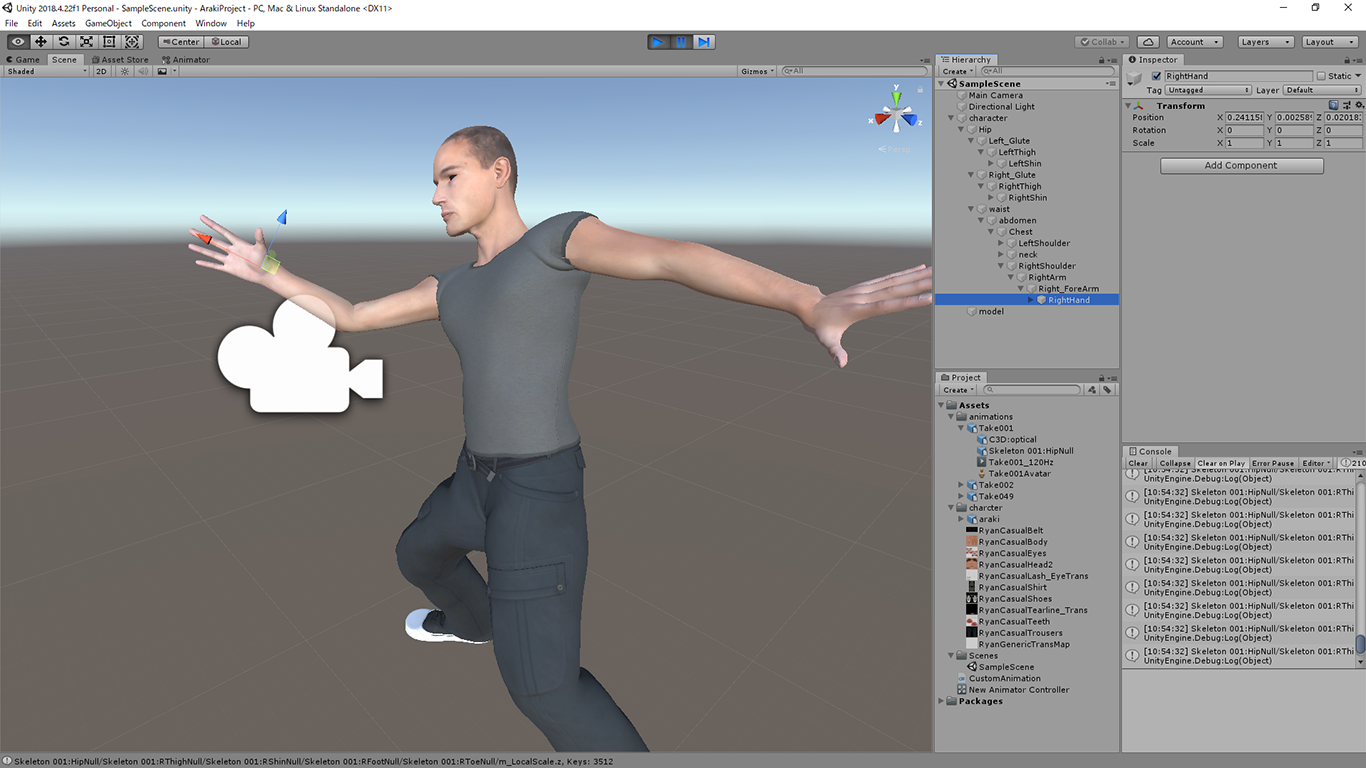 Unity 2018.4.22f1 Personal - SampleScene.unity - ArakiProject - PC, Mac & Linux Standalone <DX11>
File Edit Assets GameObject Component Window Help
Center Local Collab Account Layers Layout
Game Scene Asset Store Animator
Shaded 2D Gizmos All
y
x
z
Persp
Hierarchy
Create All
SampleScene
Main Camera
Directional Light
character
Hip
Left_Glute
LeftThigh
LeftShin
Right_Glute
RightThigh
RightShin
waist
abdomen
Chest
LeftShoulder
neck
RightShoulder
RightArm
Right_ForeArm
RightHand
model
Project
Create
Assets
animations
Take001
C3D:optical
Skeleton 001:HipNull
Take001_120Hz
Take001Avatar
Take002
Take049
charcter
araki
RyanCasualBelt
RyanCasualBody
RyanCasualEyes
RyanCasualHead2
RyanCasualLash_EyeTrans
RyanCasualShirt
RyanCasualShoes
RyanCasualTearline_Trans
RyanCasualTeeth
RyanCasualTrousers
RyanGenericTransMap
Scenes
SampleScene
CustomAnimation
New Animator Controller
Packages
Inspector
RightHand Static
Tag Untagged Layer Default
Transform
Position X 0.241158 Y 0.002589 Z 0.02018
Rotation X 0 Y 0 Z 0
Scale X 1 Y 1 Z 1
Add Component
Console
Clear Collapse Clear on Play Error Pause Editor 210
[10:54:32] Skeleton 001:HipNull/Skeleton 001:RThi
UnityEngine.Debug:Log(Object)
[10:54:32] Skeleton 001:HipNull/Skeleton 001:RThi
UnityEngine.Debug:Log(Object)
[10:54:32] Skeleton 001:HipNull/Skeleton 001:RThi
UnityEngine.Debug:Log(Object)
[10:54:32] Skeleton 001:HipNull/Skeleton 001:RThi
UnityEngine.Debug:Log(Object)
[10:54:32] Skeleton 001:HipNull/Skeleton 001:RThi
UnityEngine.Debug:Log(Object)
[10:54:32] Skeleton 001:HipNull/Skeleton 001:RThi
UnityEngine.Debug:Log(Object)
[10:54:32] Skeleton 001:HipNull/Skeleton 001:RThi
UnityEngine.Debug:Log(Object)
[10:54:32] Skeleton 001:HipNull/Skeleton 001:RThi
UnityEngine.Debug:Log(Object)
[10:54:32] Skeleton 001:HipNull/Skeleton 001:RThi
UnityEngine.Debug:Log(Object)
Skeleton 001:HipNull/Skeleton 001:RThighNull/Skeleton 001:RShinNull/Skeleton 001:RFootNull/Skeleton 001:RToeNull/m_LocalScale.z, Keys: 3512